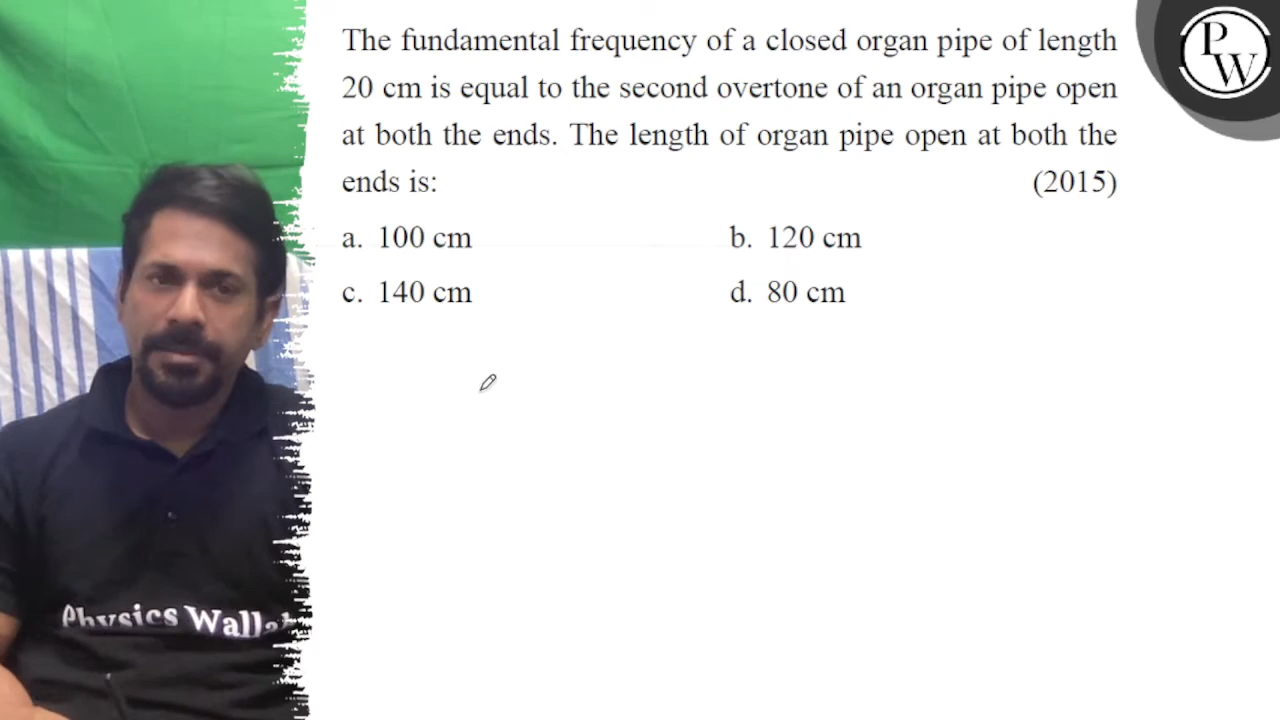 The fundamental frequency of a closed organ pipe of length
20 cm is equal to the second overtone of an organ pipe open
at both the ends. The length of organ pipe open at both the
ends is: (2015)
a. 100 cm b. 120 cm
c. 140 cm d. 80 cm
PW
Physics